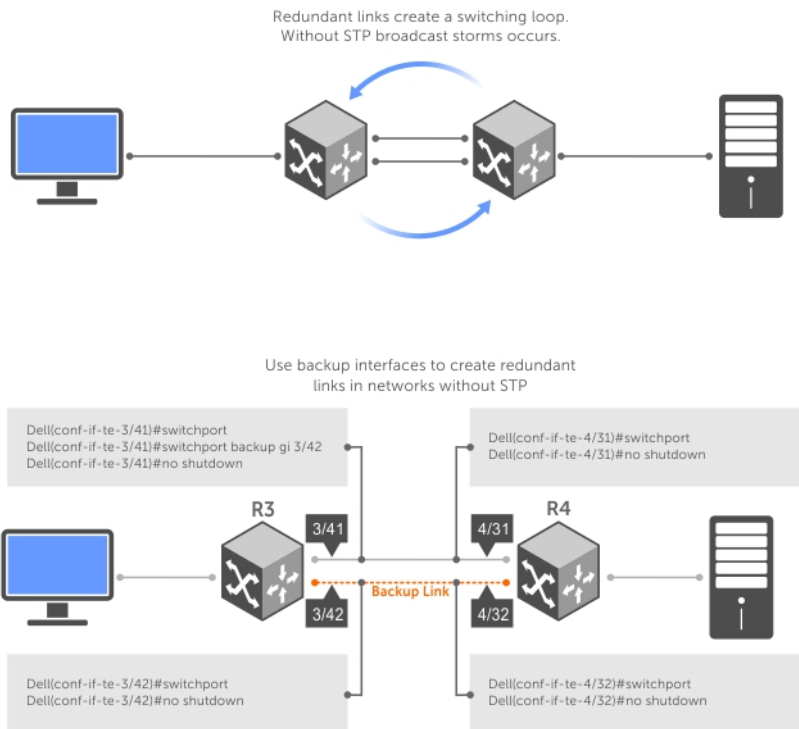 Redundant links create a switching loop.
Without STP broadcast storms occurs.
Use backup interfaces to create redundant
links in networks without STP
Dell(conf-if-te-3/41)#switchport
Dell(conf-if-te-3/41)#switchport backup gi 3/42
Dell(conf-if-te-3/41)#no shutdown
Dell(conf-if-te-4/31)#switchport
Dell(conf-if-te-4/31)#no shutdown
R3
R4
3/41
4/31
Backup Link
3/42
4/32
Dell(conf-if-te-3/42)#switchport
Dell(conf-if-te-3/42)#no shutdown
Dell(conf-if-te-4/32)#switchport
Dell(conf-if-te-4/32)#no shutdown